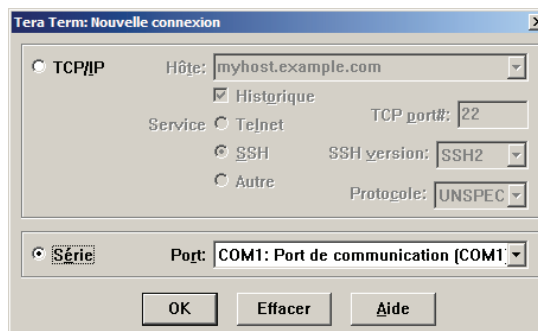 Tera Term: Nouvelle connexion
TCP/IP
Hôte: myhost.example.com
Historique
Service Telnet
TCP port#: 22
SSH
SSH version: SSH2
Autre
Protocole: UNSPEC
Série
Port: COM1: Port de communication (COM1)
OK Effacer Aide